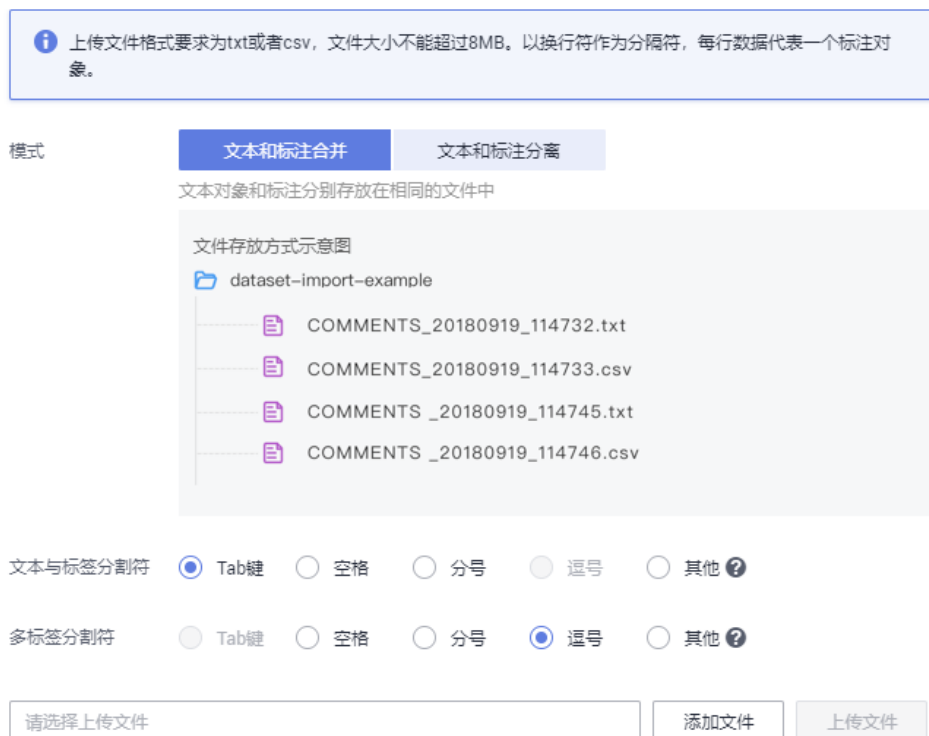 上传文件格式要求为txt或者csv，文件大小不能超过8MB。以换行符作为分隔符，每行数据代表一个标注对
象。
模式 文本和标注合并 文本和标注分离
文本对象和标注分别存放在相同的文件中
文件存放方式示意图
dataset-import-example
COMMENTS_20180919_114732.txt
COMMENTS_20180919_114733.csv
COMMENTS _20180919_114745.txt
COMMENTS _20180919_114746.csv
文本与标签分割符 Tab键 空格 分号 逗号 其他 ?
多标签分割符 Tab键 空格 分号 逗号 其他 ?
请选择上传文件 添加文件 上传文件